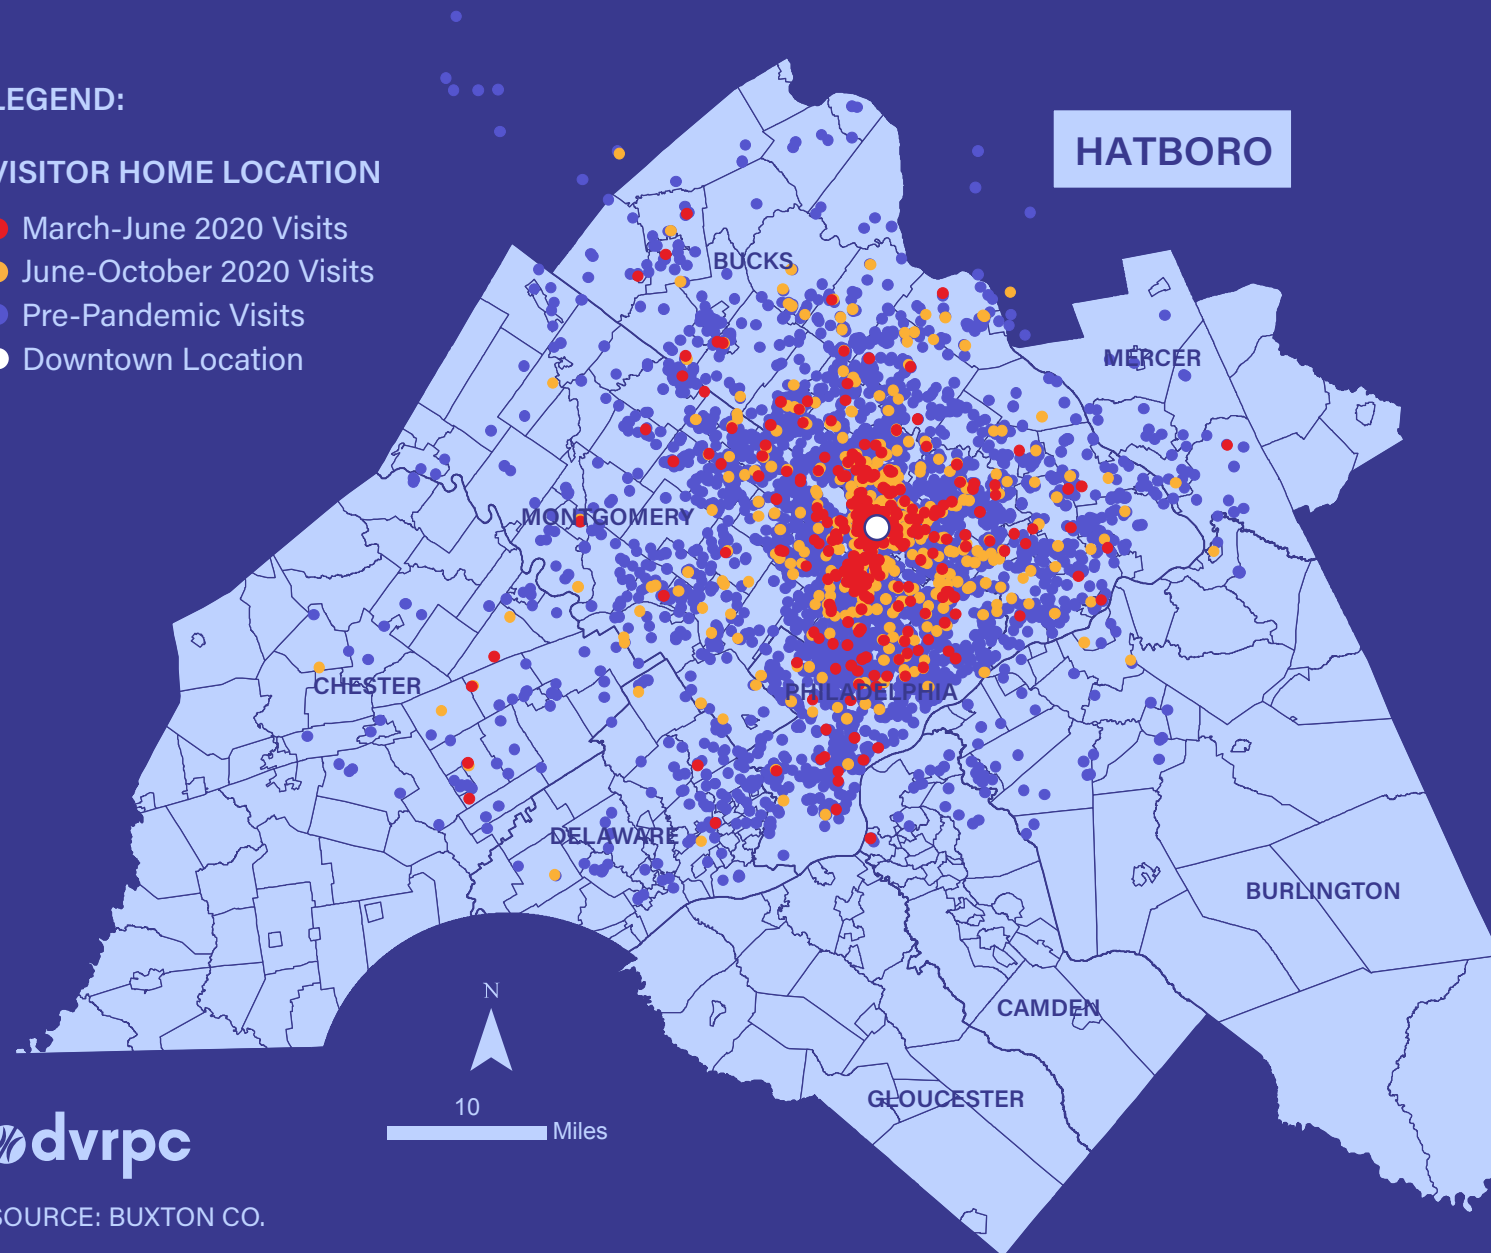 LEGEND:
VISITOR HOME LOCATION
March-June 2020 Visits
June-October 2020 Visits
Pre-Pandemic Visits
Downtown Location
HATBORO
BUCKS
MERCER
MONTGOMERY
CHESTER
PHILADELPHIA
DELAWARE
BURLINGTON
CAMDEN
GLOUCESTER
N
10
Miles
dvrpc
SOURCE: BUXTON CO.